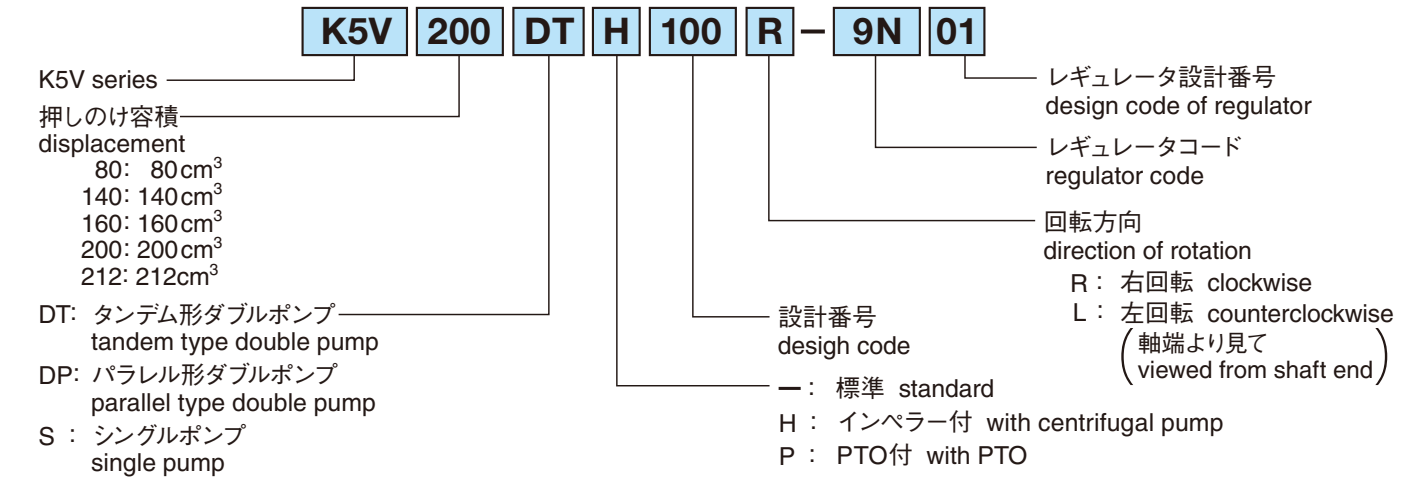 K5V 200 DT H 100 R － 9N 01
K5V series
押しのけ容積
displacement
80： 80cm³
140：140cm³
160：160cm³
200：200cm³
212：212cm³
DT：タンデム形ダブルポンプ
tandem type double pump
DP：パラレル形ダブルポンプ
parallel type double pump
S ：シングルポンプ
single pump
レギュレータ設計番号
design code of regulator
レギュレータコード
regulator code
回転方向
direction of rotation
R： 右回転 clockwise
L： 左回転 counterclockwise
(軸端より見て
viewed from shaft end)
設計番号
desigh code
ー： 標準 standard
H： インペラー付 with centrifugal pump
P： PTO付 with PTO